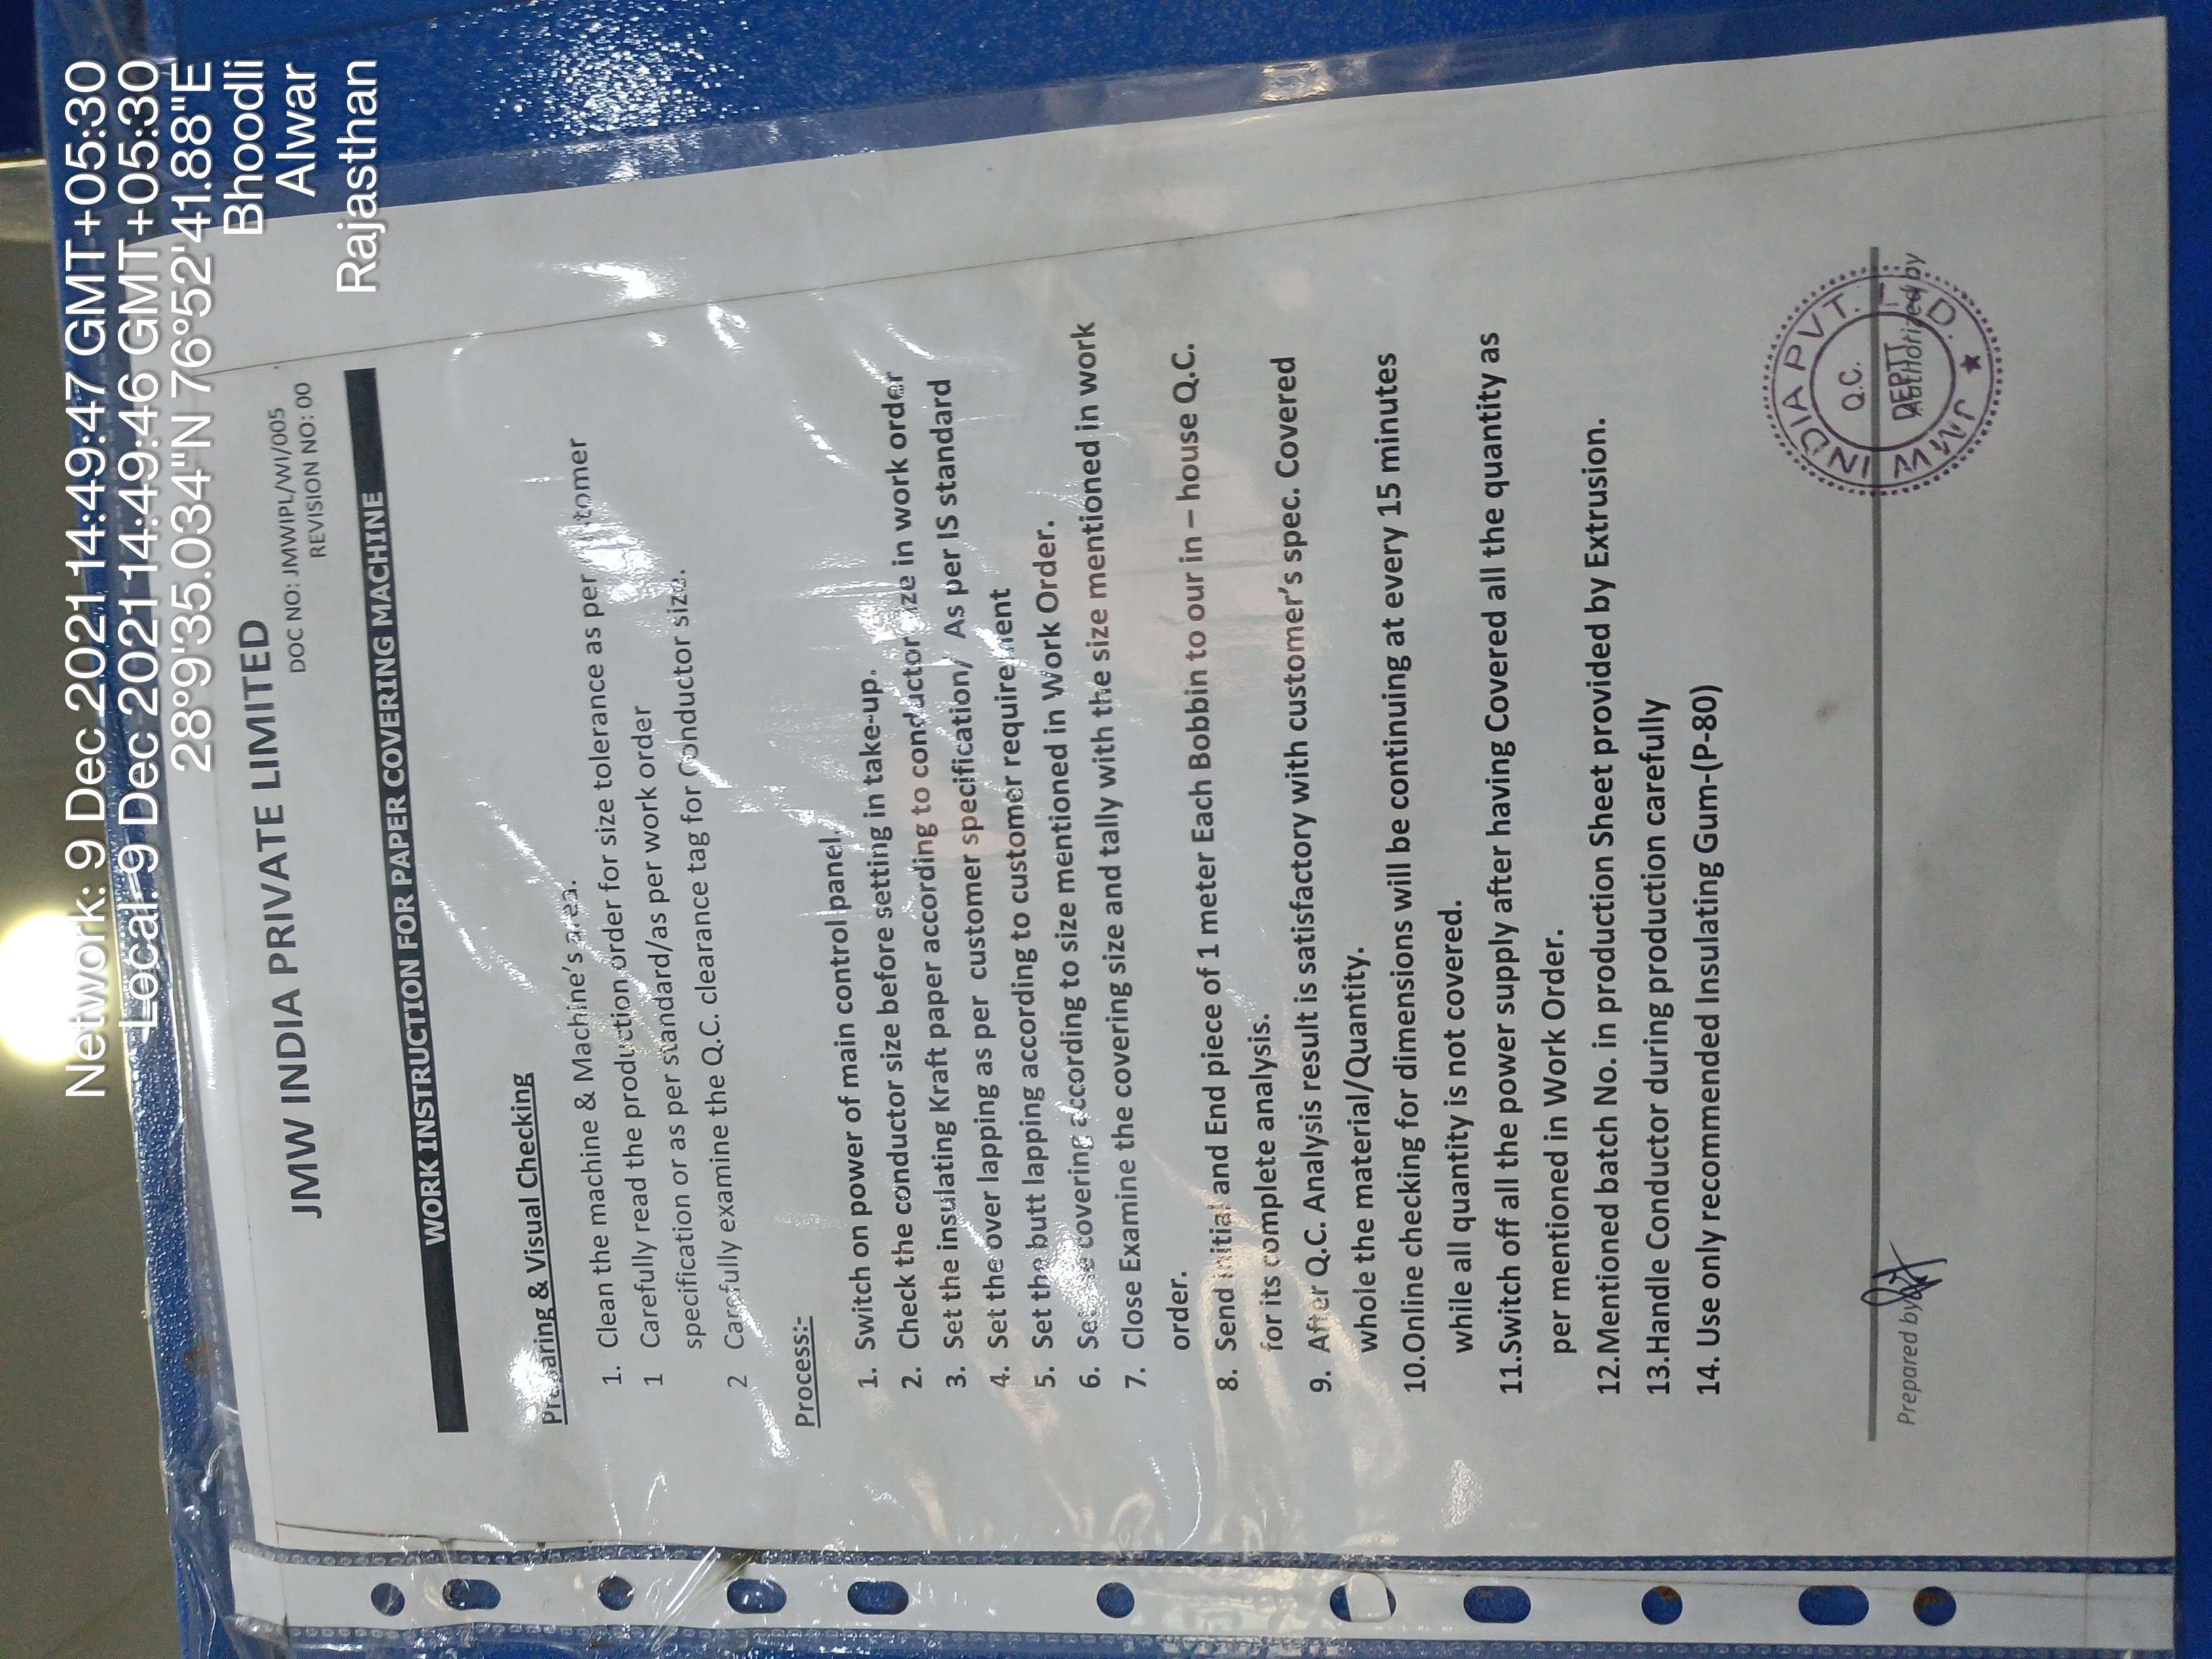 Network: 9 Dec 2021 14:49:47 GMT+05:30
Local: 9 Dec 2021 14:49:46 GMT+05:30
28°9'35.034"N 76°52'41.88"E
Bhoodli
Alwar
Rajasthan
JMW INDIA PRIVATE LIMITED
DOC NO: JMWIPL/WI/005
REVISION NO: 00
WORK INSTRUCTION FOR PAPER COVERING MACHINE
& Visual Checking
1. Clean the machine & Machine's area.
1 Carefully read the production order for size tolerance as per
specification or as per standard/as per work order
2 Carefully examine the Q.C. clearance tag for Conductor size.
Process:-
1. Switch on power of main control panel.
2. Check the conductor size before setting in take-up.
3. Set the insulating Kraft paper according to conductor size in work order
4. Set the over lapping as per customer specification/ As per IS standard
5. Set the butt lapping according to customer requirement
6. covering according to size mentioned in Work Order.
7. Close Examine the covering size and tally with the size mentioned in work
order.
8. Send initial and End piece of 1 meter Each Bobbin to our in – house Q.C.
for its complete analysis.
9. After Q.C. Analysis result is satisfactory with customer's spec. Covered
whole the material/Quantity.
10.Online checking for dimensions will be continuing at every 15 minutes
while all quantity is not covered.
11.Switch off all the power supply after having Covered all the quantity as
per mentioned in Work Order.
12.Mentioned batch No. in production Sheet provided by Extrusion.
13.Handle Conductor during production carefully
14. Use only recommended Insulating Gum-(P-80)
Prepared by
Authorized by
JMW INDIA PVT. LTD.
Q.C.
DEPTT